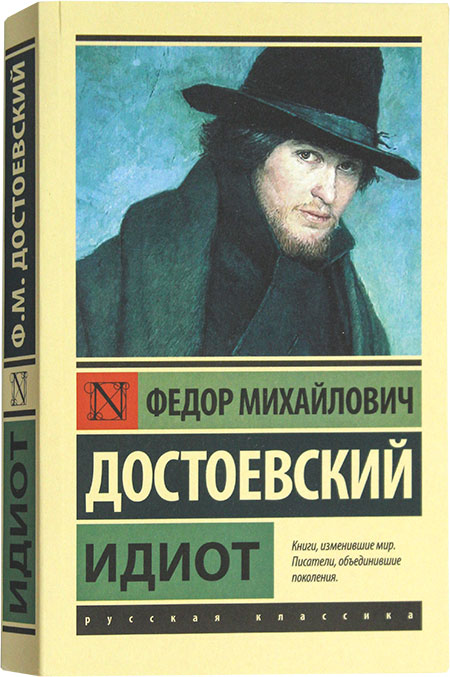 Ф.М. ДОСТОЕВСКИЙ
N
ИДИОТ
N
ФЕДОР МИХАЙЛОВИЧ
ДОСТОЕВСКИЙ
ИДИОТ
Книги, изменившие мир.
Писатели, объединившие
поколения.
русская классика